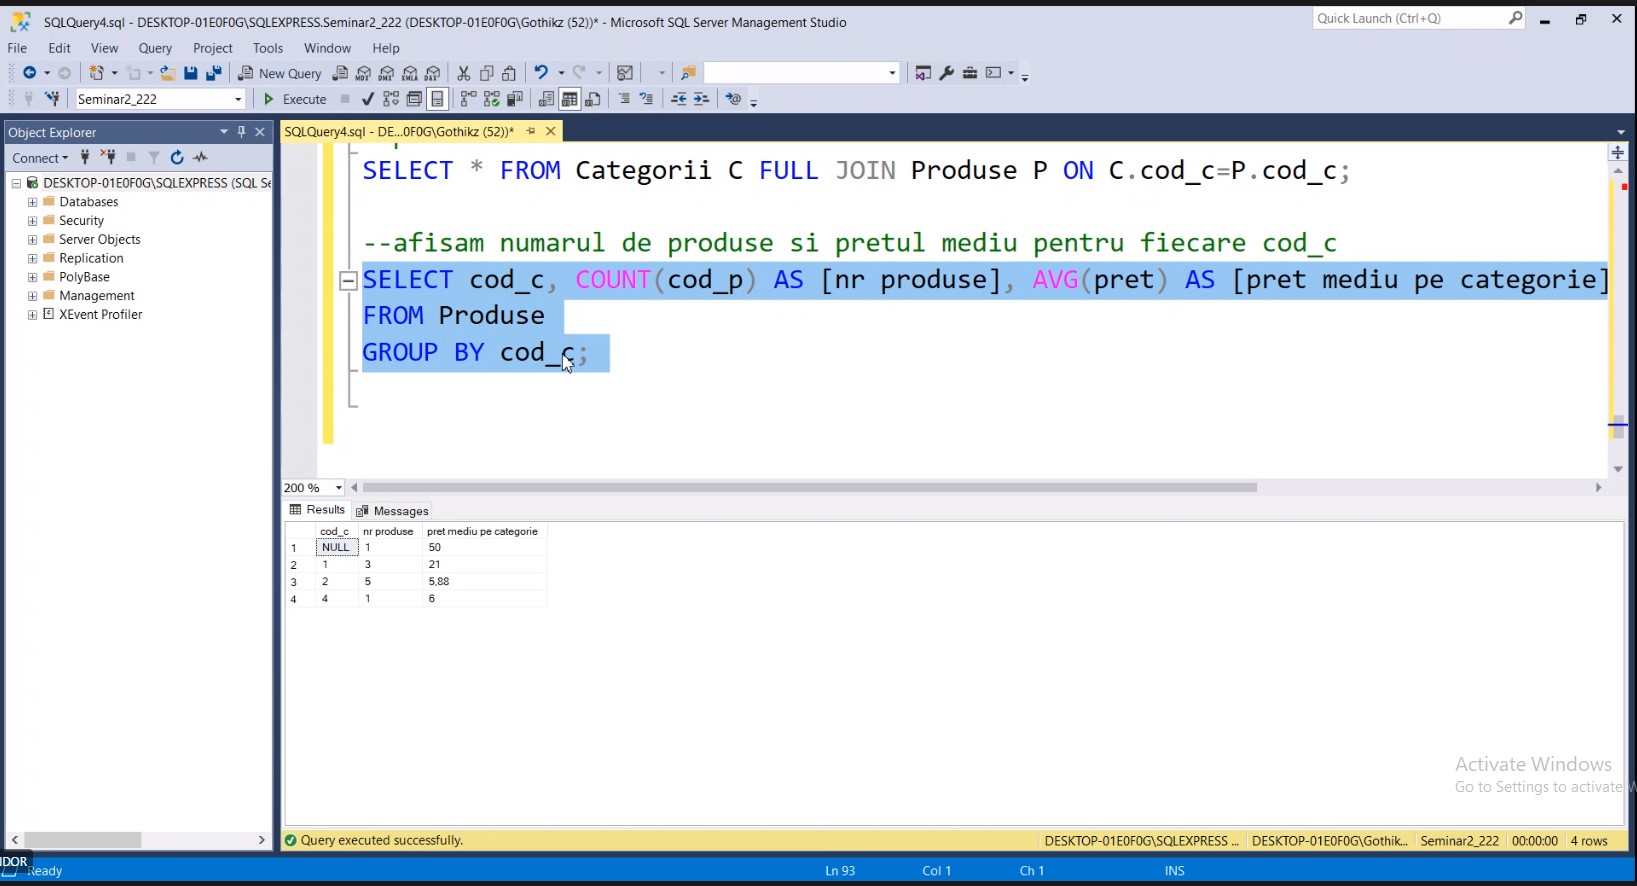 SQLQuery4.sql - DESKTOP-01E0F0G\SQLEXPRESS.Seminar2_222 (DESKTOP-01E0F0G\Gothikz (52))* - Microsoft SQL Server Management Studio
Quick Launch (Ctrl+Q)
File Edit View Query Project Tools Window Help
New Query
MDX DMX XMLA DAX
Seminar2_222
Execute
Object Explorer
SQLQuery4.sql - DE...0F0G\Gothikz (52))*
Connect
DESKTOP-01E0F0G\SQLEXPRESS (SQL Se
Databases
Security
Server Objects
Replication
PolyBase
Management
XEvent Profiler
SELECT * FROM Categorii C FULL JOIN Produse P ON C.cod_c=P.cod_c;
--afisam numarul de produse si pretul mediu pentru fiecare cod_c
SELECT cod_c, COUNT(cod_p) AS [nr produse], AVG(pret) AS [pret mediu pe categorie]
FROM Produse
GROUP BY cod_c;
200 %
Results Messages
cod_c nr produse pret mediu pe categorie
1 NULL 1 50
2 1 3 21
3 2 5 5,88
4 4 1 6
Activate Windows
Go to Settings to activate W
Query executed successfully.
DESKTOP-01E0F0G\SQLEXPRESS ... DESKTOP-01E0F0G\Gothik... Seminar2_222 00:00:00 4 rows
NDOR
Ready
Ln 93 Col 1 Ch 1 INS